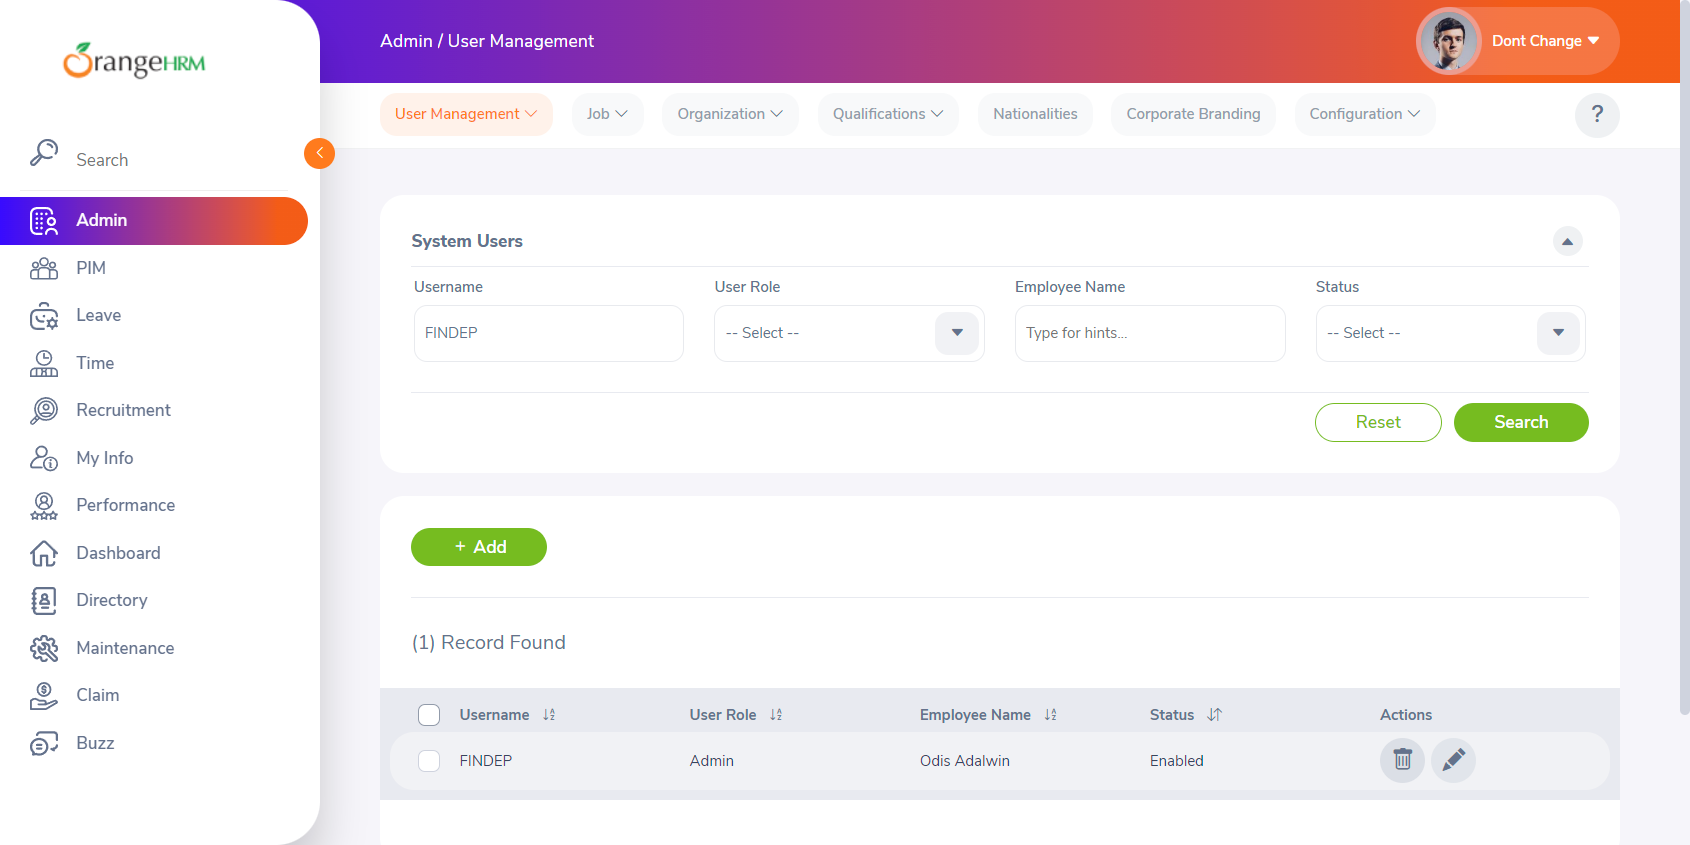 OrangeHRM
Admin / User Management
Dont Change
User Management
Job
Organization
Qualifications
Nationalities
Corporate Branding
Configuration
?
Search
Admin
PIM
Leave
Time
Recruitment
My Info
Performance
Dashboard
Directory
Maintenance
Claim
Buzz
System Users
Username
User Role
Employee Name
Status
FINDEP
-- Select --
Type for hints...
-- Select --
Reset
Search
+ Add
(1) Record Found
Username
User Role
Employee Name
Status
Actions
FINDEP
Admin
Odis Adalwin
Enabled